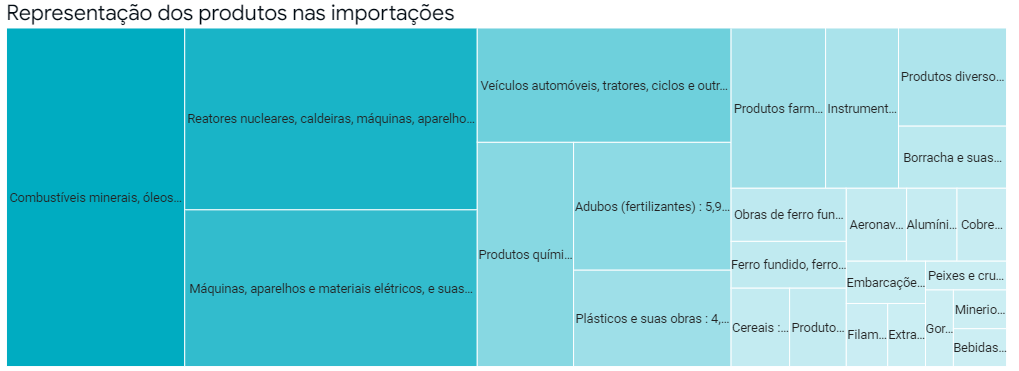 Representação dos produtos nas importações
Combustíveis minerais, óleos...
Reatores nucleares, caldeiras, máquinas, aparelho...
Máquinas, aparelhos e materiais elétricos, e suas...
Veículos automóveis, tratores, ciclos e outr...
Produtos quími...
Adubos (fertilizantes) : 5,9...
Plásticos e suas obras : 4,...
Produtos farm...
Instrument...
Produtos diverso...
Borracha e suas...
Obras de ferro fun...
Ferro fundido, ferro...
Cereais :...
Produto...
Aeronav...
Alumíni...
Cobre...
Embarcaçõe...
Peixes e cru...
Filam...
Extra...
Gor...
Minerio...
Bebidas...